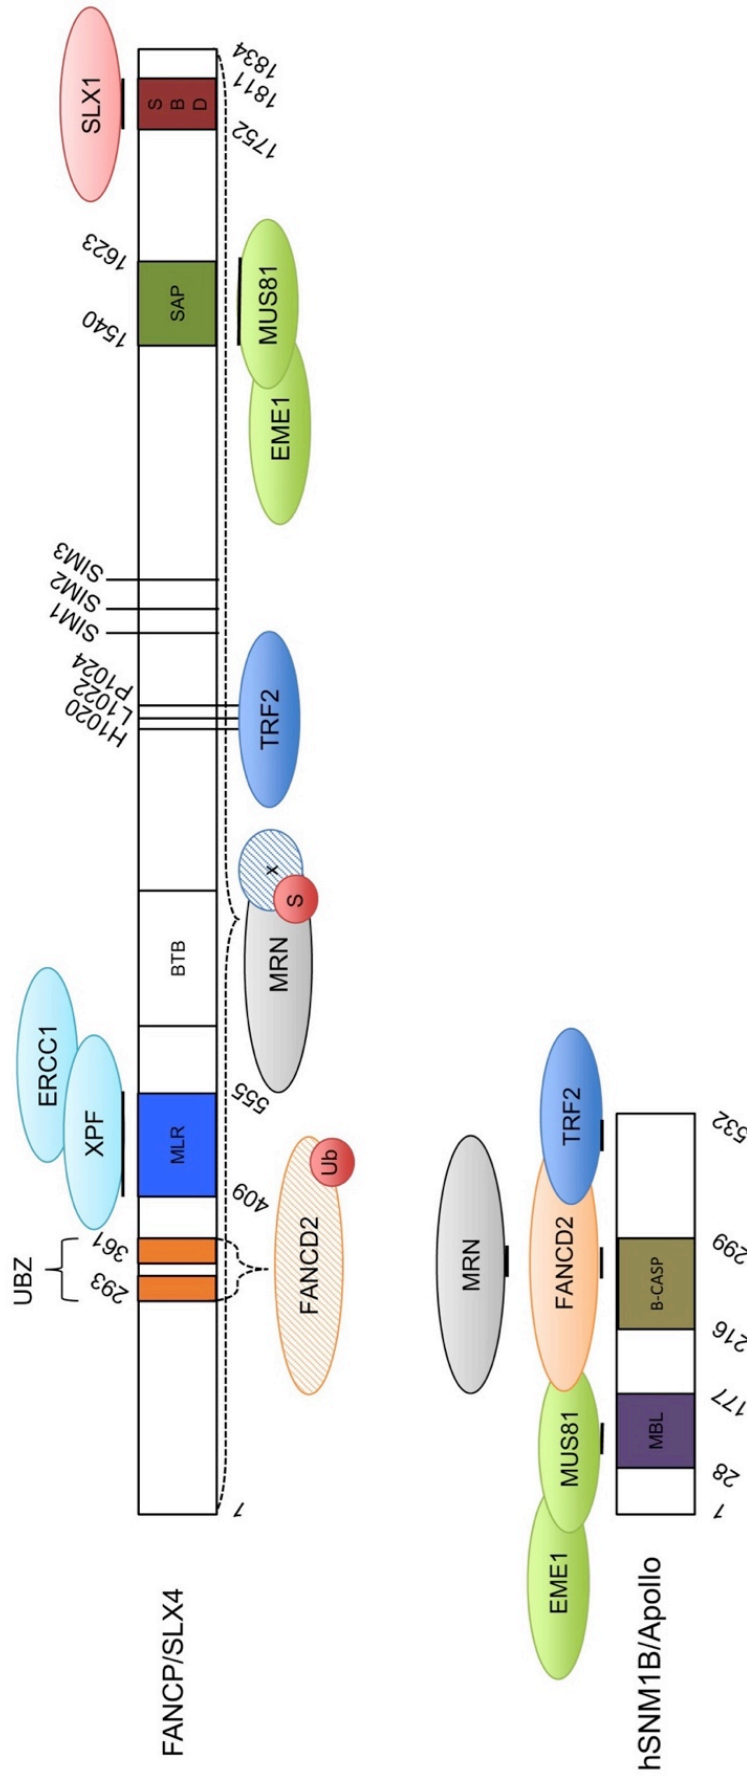 SLX1
ERCC1
XPF
UBZ
293
361
1540
1623
H1020
L1022
P1024
SIM1
SIM2
SIM3
FANCP/SLX4
MLR
BTB
SAP
S
B
D
1
409
555
1752
1811
1834
FANCD2
Ub
MRN
S
x
TRF2
EME1
MUS81
MRN
EME1
MUS81
FANCD2
TRF2
hSNM1B/Apollo
MBL
B-CASP
1
28
177
216
299
532